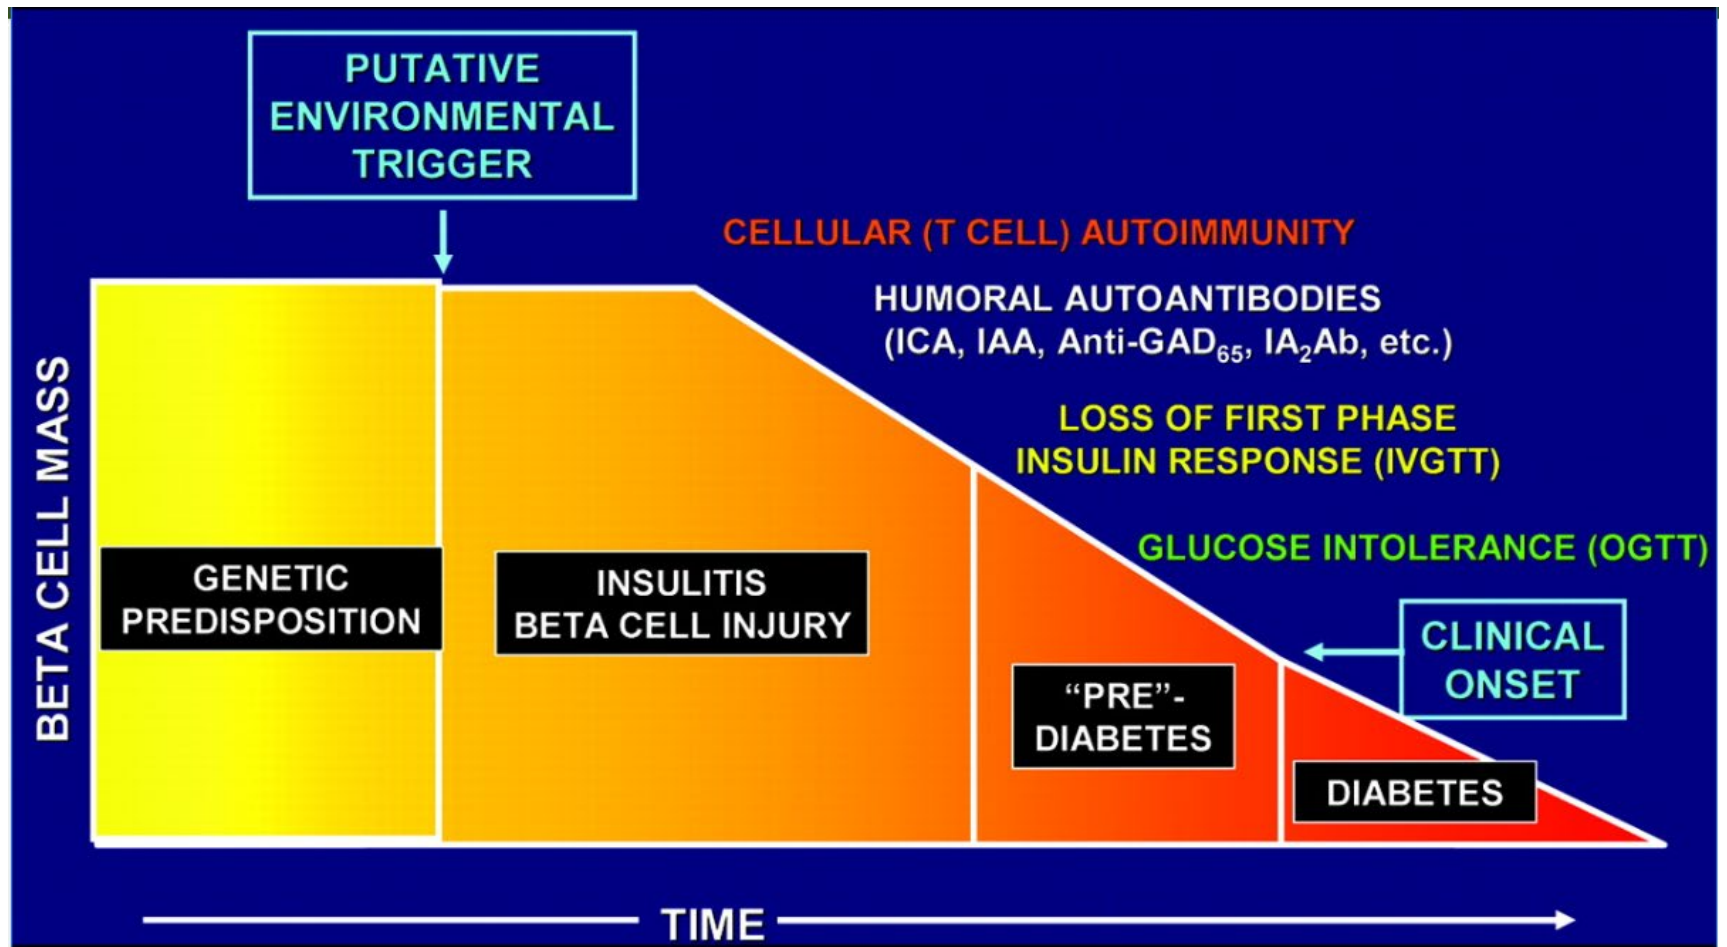 PUTATIVE
ENVIRONMENTAL
TRIGGER
CELLULAR (T CELL) AUTOIMMUNITY
HUMORAL AUTOANTIBODIES
(ICA, IAA, Anti-GAD₆₅, IA₂Ab, etc.)
LOSS OF FIRST PHASE
INSULIN RESPONSE (IVGTT)
GLUCOSE INTOLERANCE (OGTT)
CLINICAL
ONSET
BETA CELL MASS
GENETIC
PREDISPOSITION
INSULITIS
BETA CELL INJURY
“PRE”-
DIABETES
DIABETES
TIME